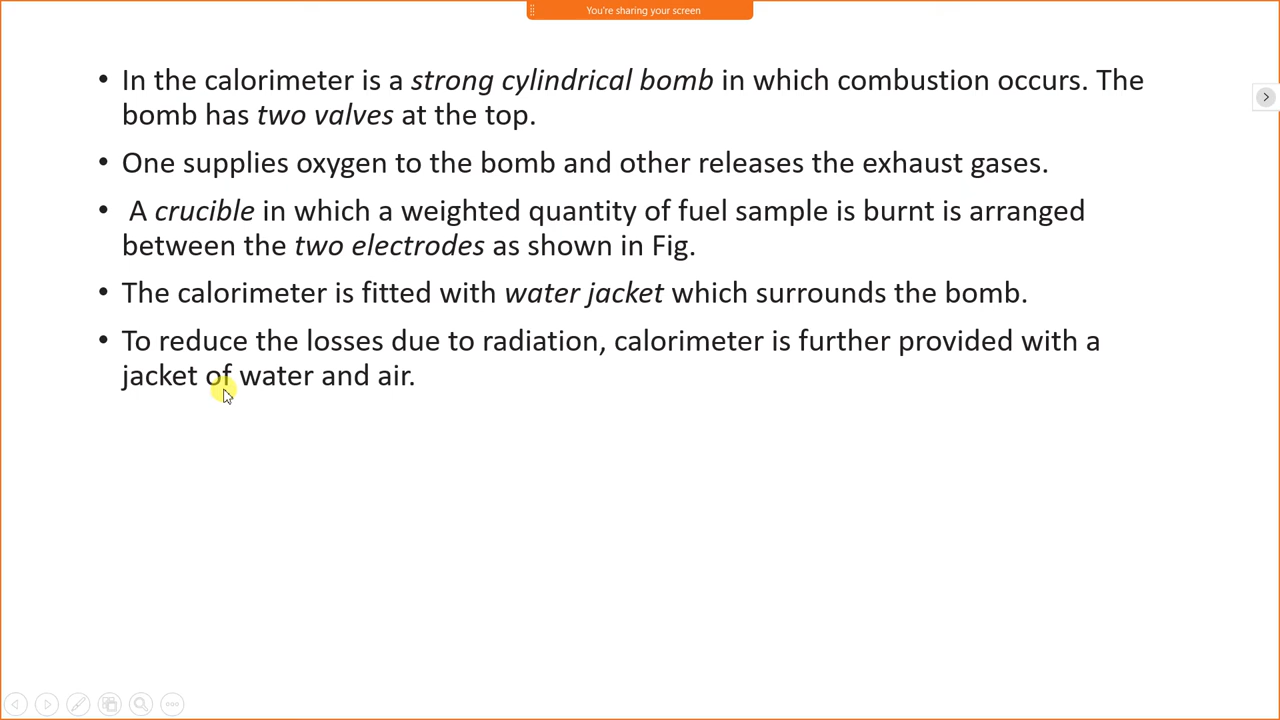 You're sharing your screen
• In the calorimeter is a strong cylindrical bomb in which combustion occurs. The
bomb has two valves at the top.
• One supplies oxygen to the bomb and other releases the exhaust gases.
• A crucible in which a weighted quantity of fuel sample is burnt is arranged
between the two electrodes as shown in Fig.
• The calorimeter is fitted with water jacket which surrounds the bomb.
• To reduce the losses due to radiation, calorimeter is further provided with a
jacket of water and air.